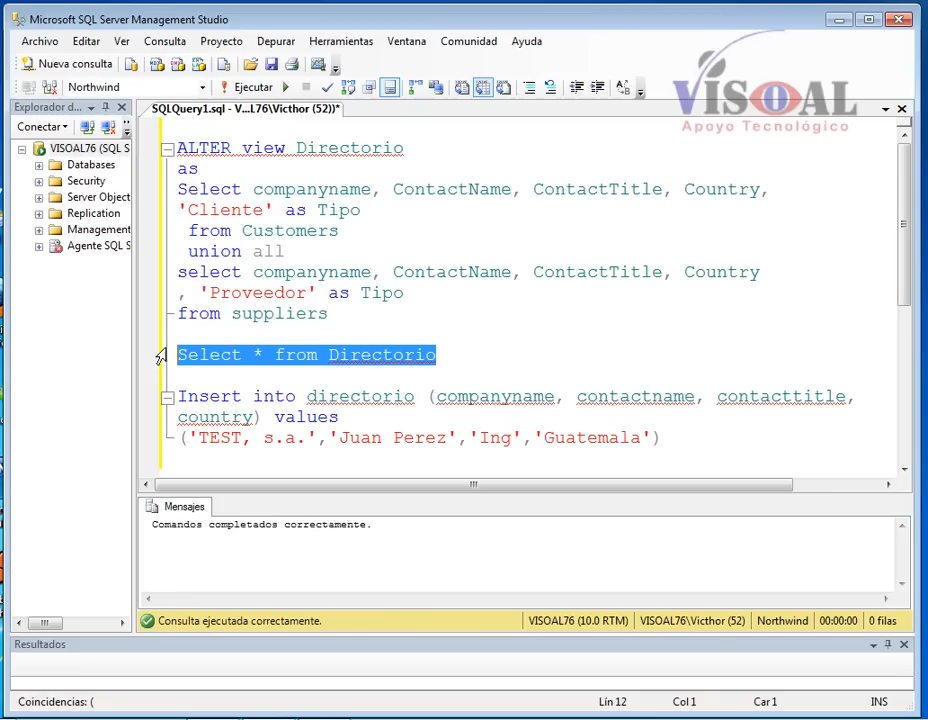 Microsoft SQL Server Management Studio
Archivo Editar Ver Consulta Proyecto Depurar Herramientas Ventana Comunidad Ayuda
Nueva consulta
Northwind Ejecutar
VISOAL
Apoyo Tecnológico
Explorador d...
SQLQuery1.sql - V...L76\Victhor (52))*
Conectar
VISOAL76 (SQL S
Databases
Security
Server Object
Replication
Management
Agente SQL S
ALTER view Directorio
as
Select companyname, ContactName, ContactTitle, Country,
'Cliente' as Tipo
from Customers
union all
select companyname, ContactName, ContactTitle, Country
, 'Proveedor' as Tipo
from suppliers
Select * from Directorio
Insert into directorio (companyname, contactname, contacttitle,
country) values
('TEST, s.a.','Juan Perez','Ing','Guatemala')
Mensajes
Comandos completados correctamente.
Consulta ejecutada correctamente. VISOAL76 (10.0 RTM) VISOAL76\Victhor (52) Northwind 00:00:00 0 filas
Resultados
Coincidencias: ( Lín 12 Col 1 Car 1 INS